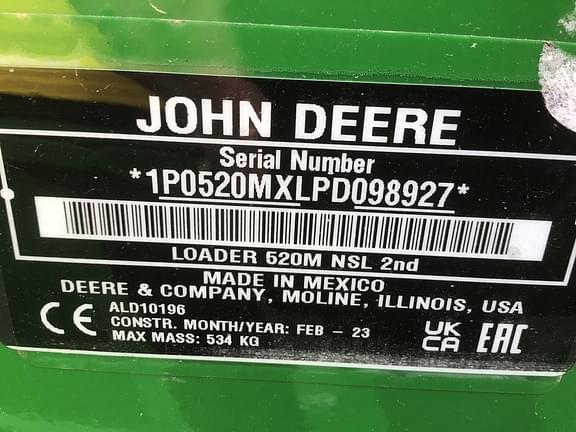 JOHN DEERE
Serial Number
*1P0520MXLPD098927*
LOADER 520M NSL 2nd
MADE IN MEXICO
DEERE & COMPANY, MOLINE, ILLINOIS, USA
ALD10196
CONSTR. MONTH/YEAR: FEB - 23
MAX MASS: 534 KG
CE
UK
CA
EAC